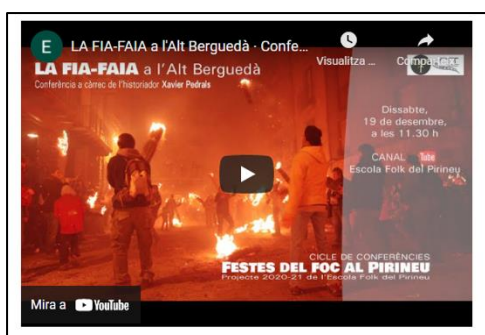 E
LA FIA-FAIA a l'Alt Berguedà · Confe...
Visualitza ...
Comparteix
LA FIA-FAIA a l'Alt Berguedà
Conferència a càrrec de l'historiador Xavier Pedrals
Dissabte,
19 de desembre,
a les 11.30 h
CANAL YouTube
Escola Folk del Pirineu
CICLE DE CONFERÈNCIES
FESTES DEL FOC AL PIRINEU
Projecte 2020-21 de l'Escola Folk del Pirineu
Mira a YouTube